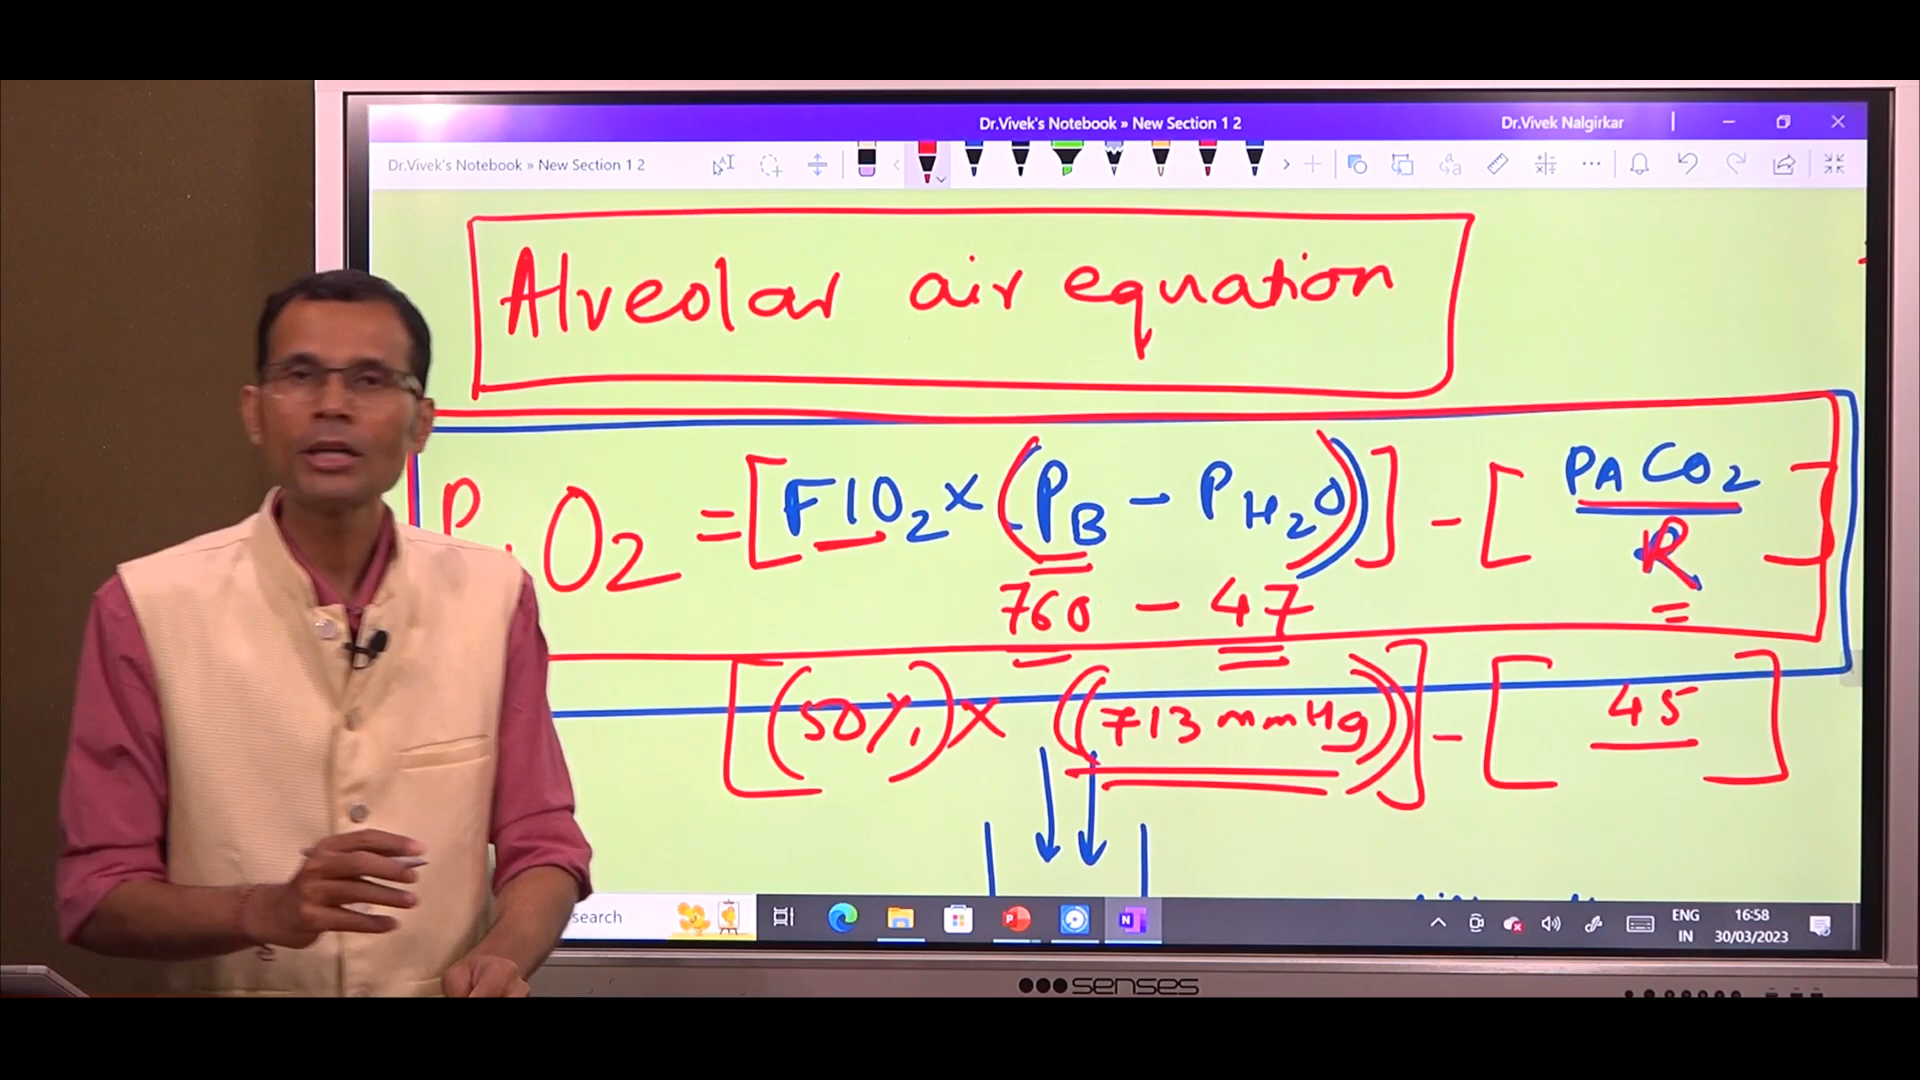 Dr.Vivek's Notebook » New Section 1 2
Dr.Vivek Nalgirkar
Dr.Vivek's Notebook » New Section 1 2
Alveolar air equation
P O2 = [FIO2 × (PB - PH2O)] - [PACO2 / R]
760 - 47
[(50%) × ((713 mmHg))] - [45]
search
ENG
IN
16:58
30/03/2023
senses